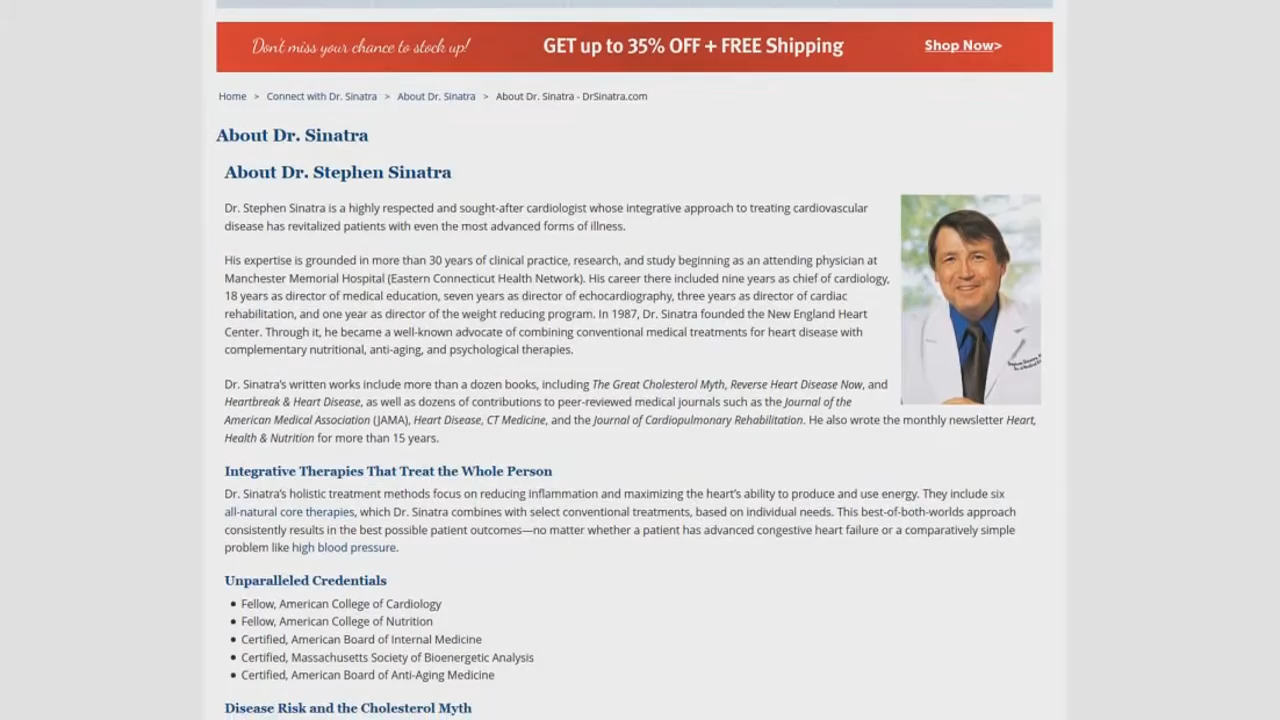 Don't miss your chance to stock up! GET up to 35% OFF + FREE Shipping Shop Now>
Home > Connect with Dr. Sinatra > About Dr. Sinatra > About Dr. Sinatra - DrSinatra.com
About Dr. Sinatra
About Dr. Stephen Sinatra
Dr. Stephen Sinatra is a highly respected and sought-after cardiologist whose integrative approach to treating cardiovascular
disease has revitalized patients with even the most advanced forms of illness.
His expertise is grounded in more than 30 years of clinical practice, research, and study beginning as an attending physician at
Manchester Memorial Hospital (Eastern Connecticut Health Network). His career there included nine years as chief of cardiology,
18 years as director of medical education, seven years as director of echocardiography, three years as director of cardiac
rehabilitation, and one year as director of the weight reducing program. In 1987, Dr. Sinatra founded the New England Heart
Center. Through it, he became a well-known advocate of combining conventional medical treatments for heart disease with
complementary nutritional, anti-aging, and psychological therapies.
Dr. Sinatra's written works include more than a dozen books, including The Great Cholesterol Myth, Reverse Heart Disease Now, and
Heartbreak & Heart Disease, as well as dozens of contributions to peer-reviewed medical journals such as the Journal of the
American Medical Association (JAMA), Heart Disease, CT Medicine, and the Journal of Cardiopulmonary Rehabilitation. He also wrote the monthly newsletter Heart,
Health & Nutrition for more than 15 years.
Integrative Therapies That Treat the Whole Person
Dr. Sinatra's holistic treatment methods focus on reducing inflammation and maximizing the heart's ability to produce and use energy. They include six
all-natural core therapies, which Dr. Sinatra combines with select conventional treatments, based on individual needs. This best-of-both-worlds approach
consistently results in the best possible patient outcomes—no matter whether a patient has advanced congestive heart failure or a comparatively simple
problem like high blood pressure.
Unparalleled Credentials
• Fellow, American College of Cardiology
• Fellow, American College of Nutrition
• Certified, American Board of Internal Medicine
• Certified, Massachusetts Society of Bioenergetic Analysis
• Certified, American Board of Anti-Aging Medicine
Disease Risk and the Cholesterol Myth